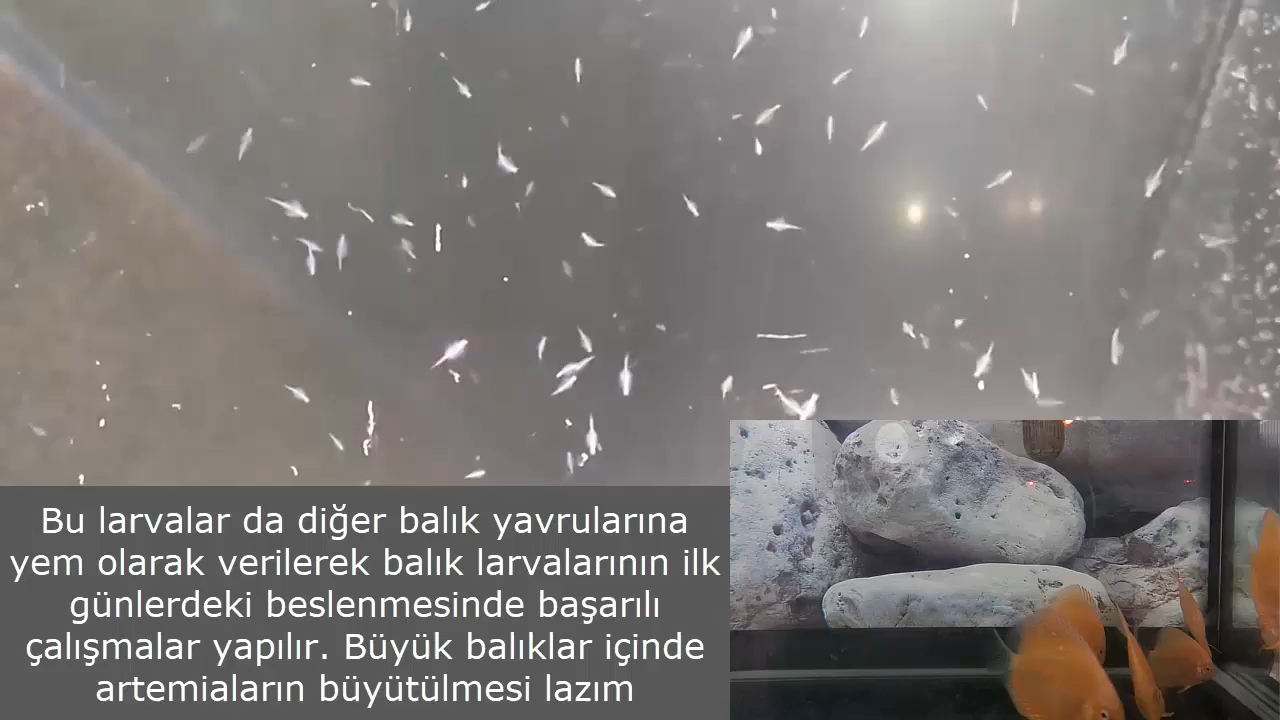 Bu larvalar da diğer balık yavrularına
yem olarak verilerek balık larvalarının ilk
günlerdeki beslenmesinde başarılı
çalışmalar yapılır. Büyük balıklar içinde
artemiaların büyütülmesi lazım